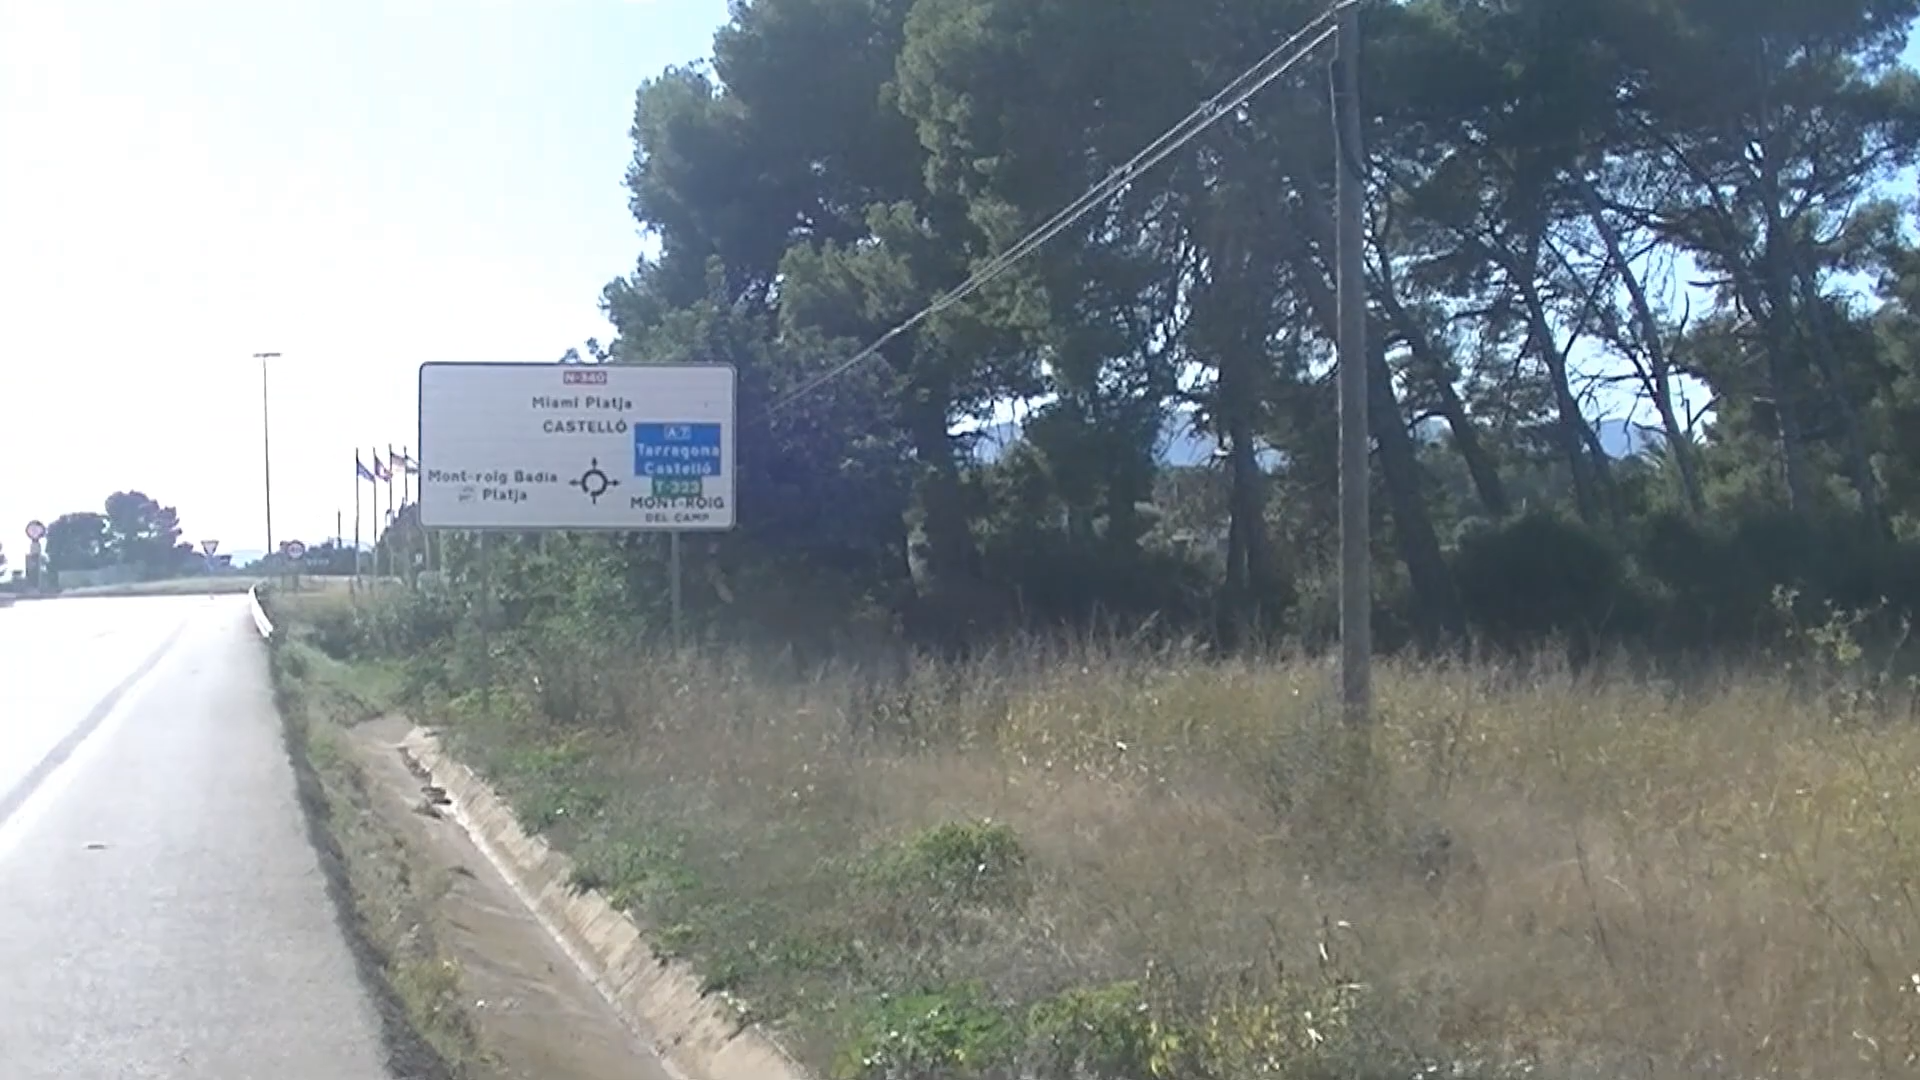 N-340
Miami Platja
CASTELLÓ
A-7
Tarragona
Castelló
Mont-roig Badia
Platja
T-323
MONT-ROIG
DEL CAMP